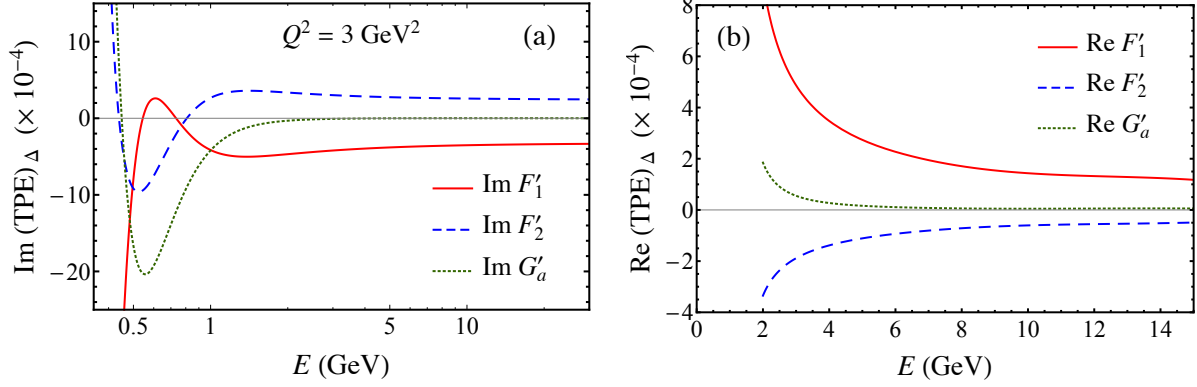 Im (TPE)_Δ (× 10⁻⁴)
10
0
−10
−20
Q² = 3 GeV²
(a)
Im F′₁
Im F′₂
Im G′ₐ
0.5 1 5 10
E (GeV)
Re (TPE)_Δ (× 10⁻⁴)
8
6
4
2
0
−2
−4
(b)
Re F′₁
Re F′₂
Re G′ₐ
0 2 4 6 8 10 12 14
E (GeV)